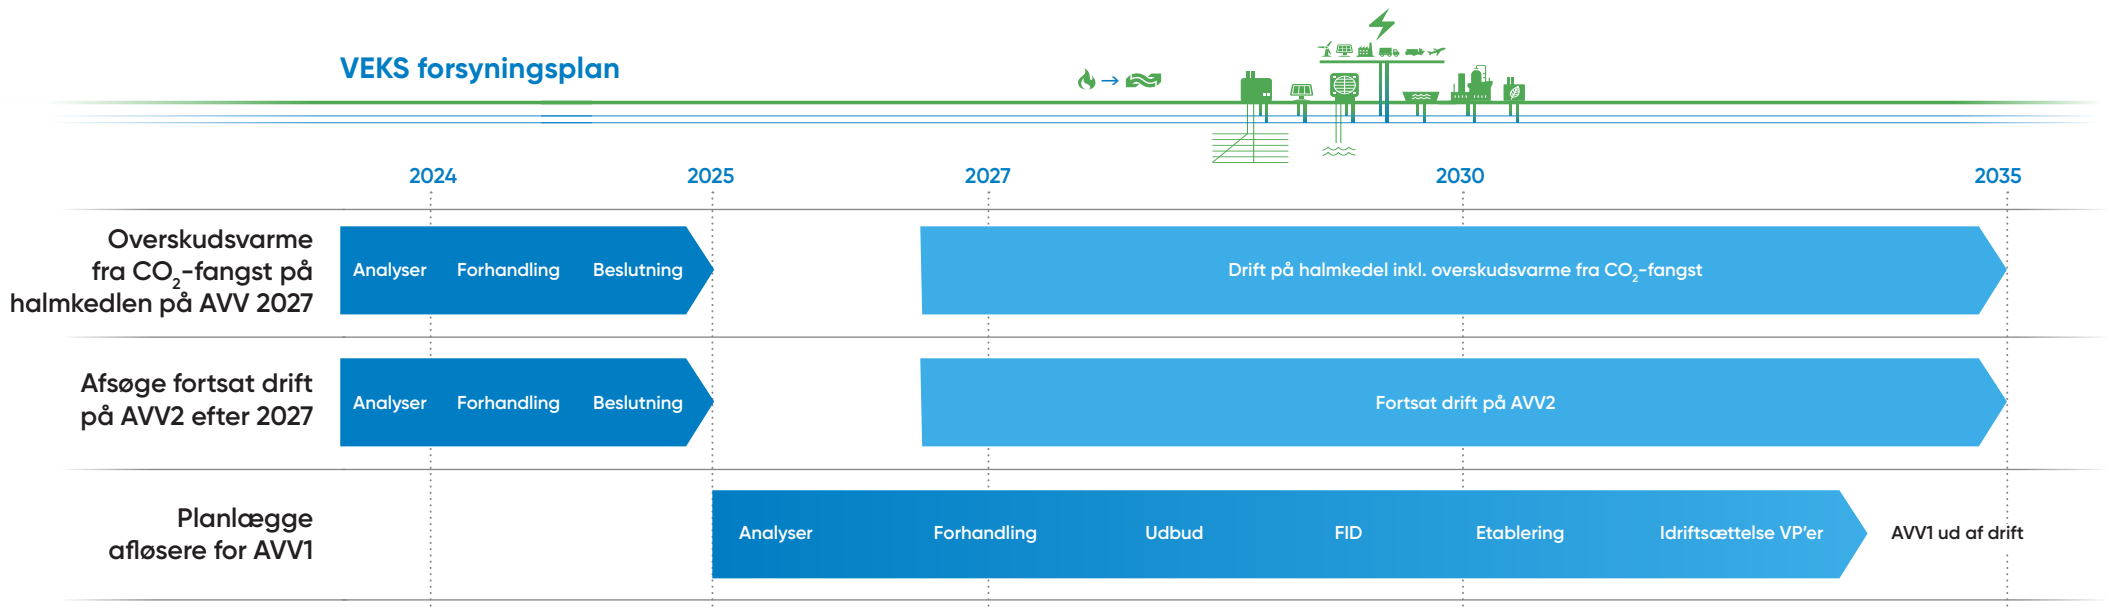 VEKS forsyningsplan
2024 2025 2027 2030 2035
Overskudsvarme
fra CO₂-fangst på
halmkedlen på AVV 2027
Analyser Forhandling Beslutning
Drift på halmkedel inkl. overskudsvarme fra CO₂-fangst
Afsøge fortsat drift
på AVV2 efter 2027
Analyser Forhandling Beslutning
Fortsat drift på AVV2
Planlægge
afløsere for AVV1
Analyser Forhandling Udbud FID Etablering Idriftsættelse VP’er
AVV1 ud af drift